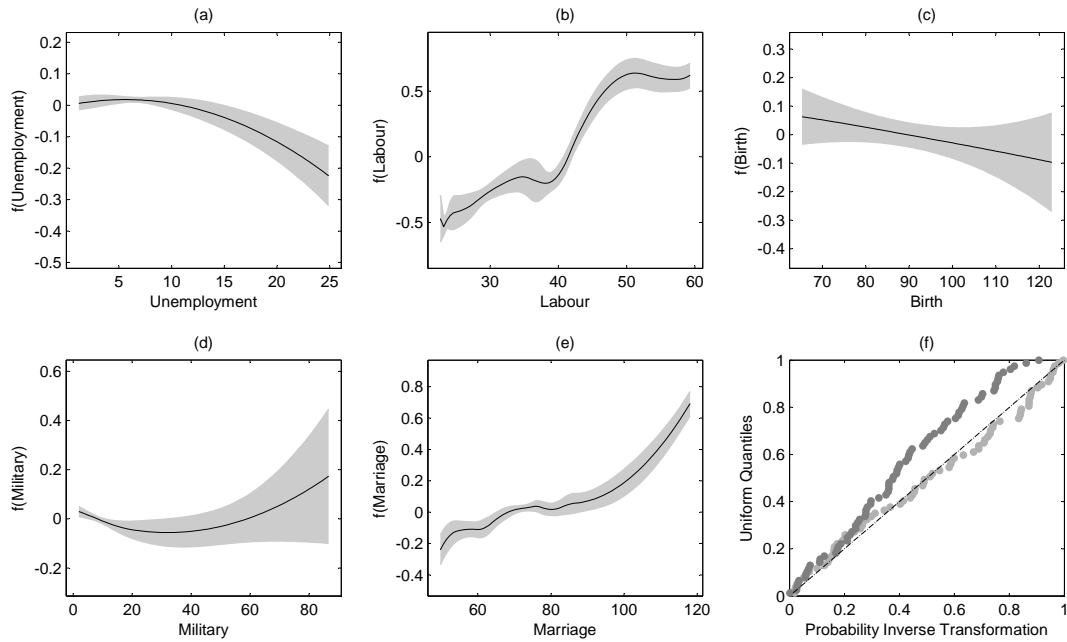 (a)
0.2
0.1
0
-0.1
-0.2
-0.3
-0.4
-0.5
f(Unemployment)
5 10 15 20 25
Unemployment
(b)
0.5
0
-0.5
f(Labour)
30 40 50 60
Labour
(c)
0.3
0.2
0.1
0
-0.1
-0.2
-0.3
-0.4
f(Birth)
70 80 90 100 110 120
Birth
(d)
0.6
0.4
0.2
0
-0.2
f(Military)
0 20 40 60 80
Military
(e)
0.8
0.6
0.4
0.2
0
-0.2
-0.4
f(Marriage)
60 80 100 120
Marriage
(f)
1
0.8
0.6
0.4
0.2
0
Uniform Quantiles
0 0.2 0.4 0.6 0.8 1
Probability Inverse Transformation